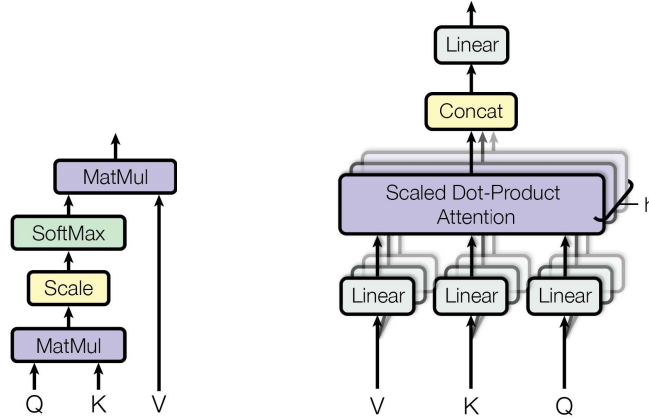 MatMul
SoftMax
Scale
MatMul
Q K V
Linear
Concat
Scaled Dot-Product
Attention
h
Linear Linear Linear
V K Q